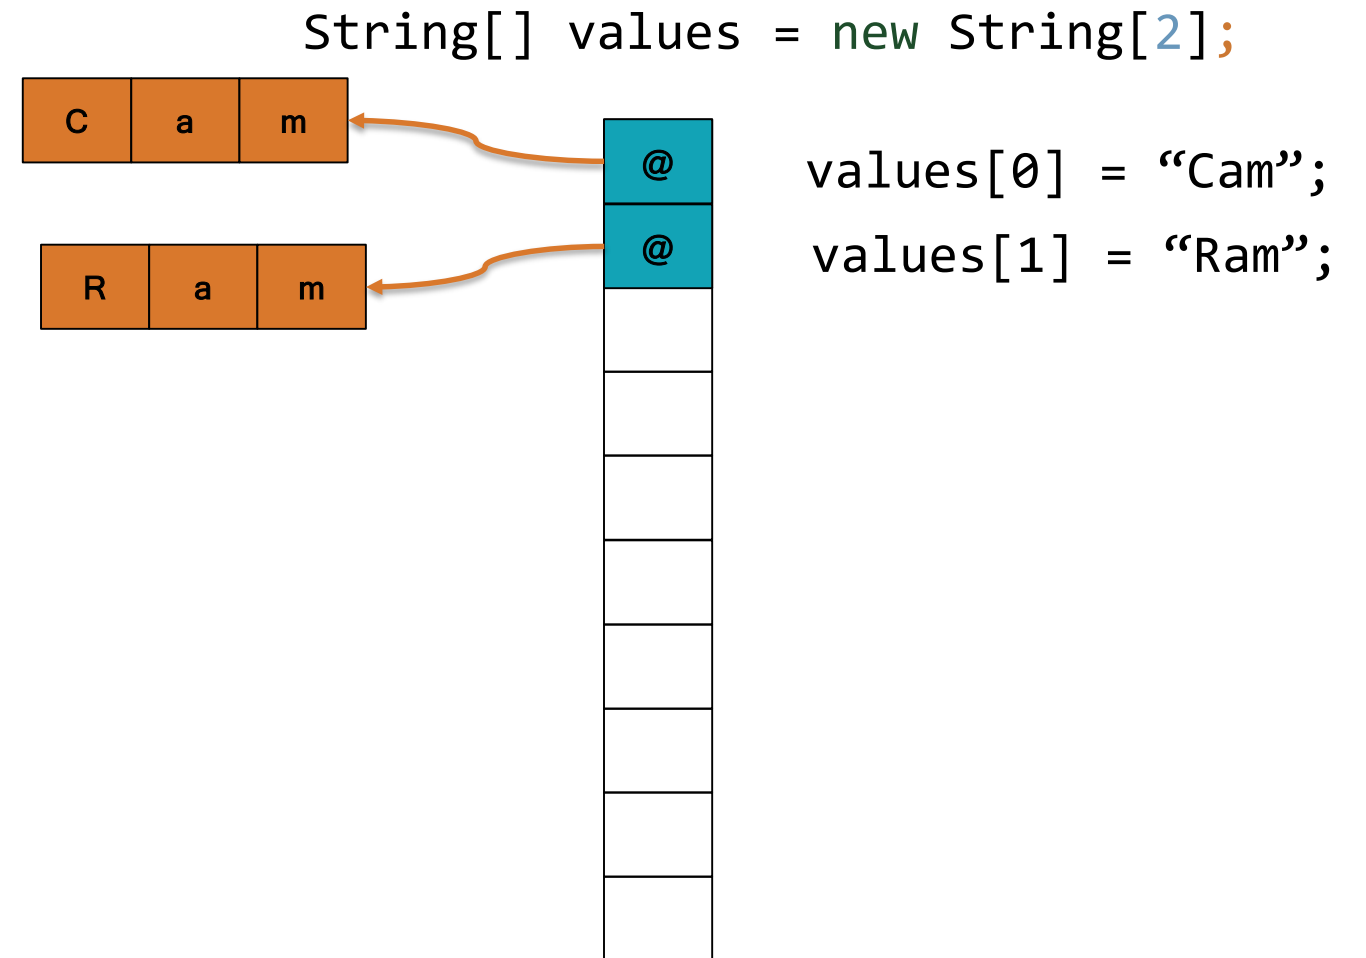 String[] values = new String[2];
C a m
@
values[0] = “Cam”;
@
values[1] = “Ram”;
R a m